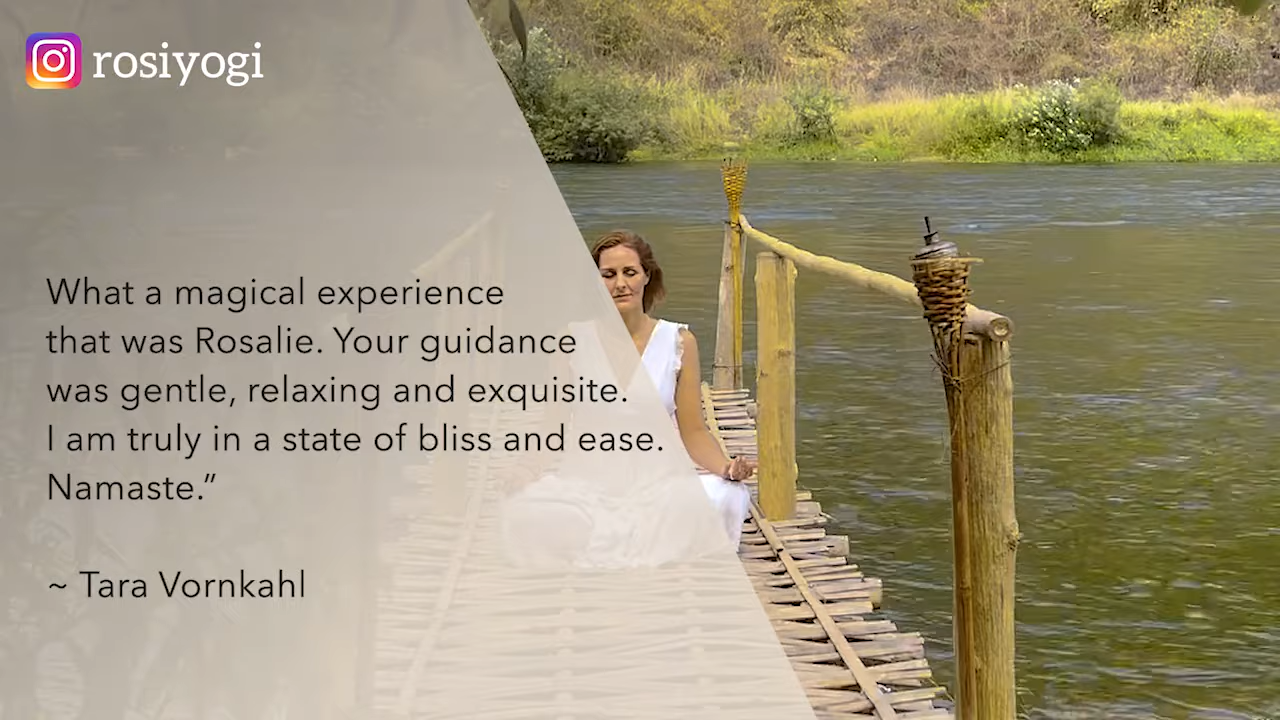 rosiyogi
What a magical experience
that was Rosalie. Your guidance
was gentle, relaxing and exquisite.
I am truly in a state of bliss and ease.
Namaste.”
~ Tara Vornkahl